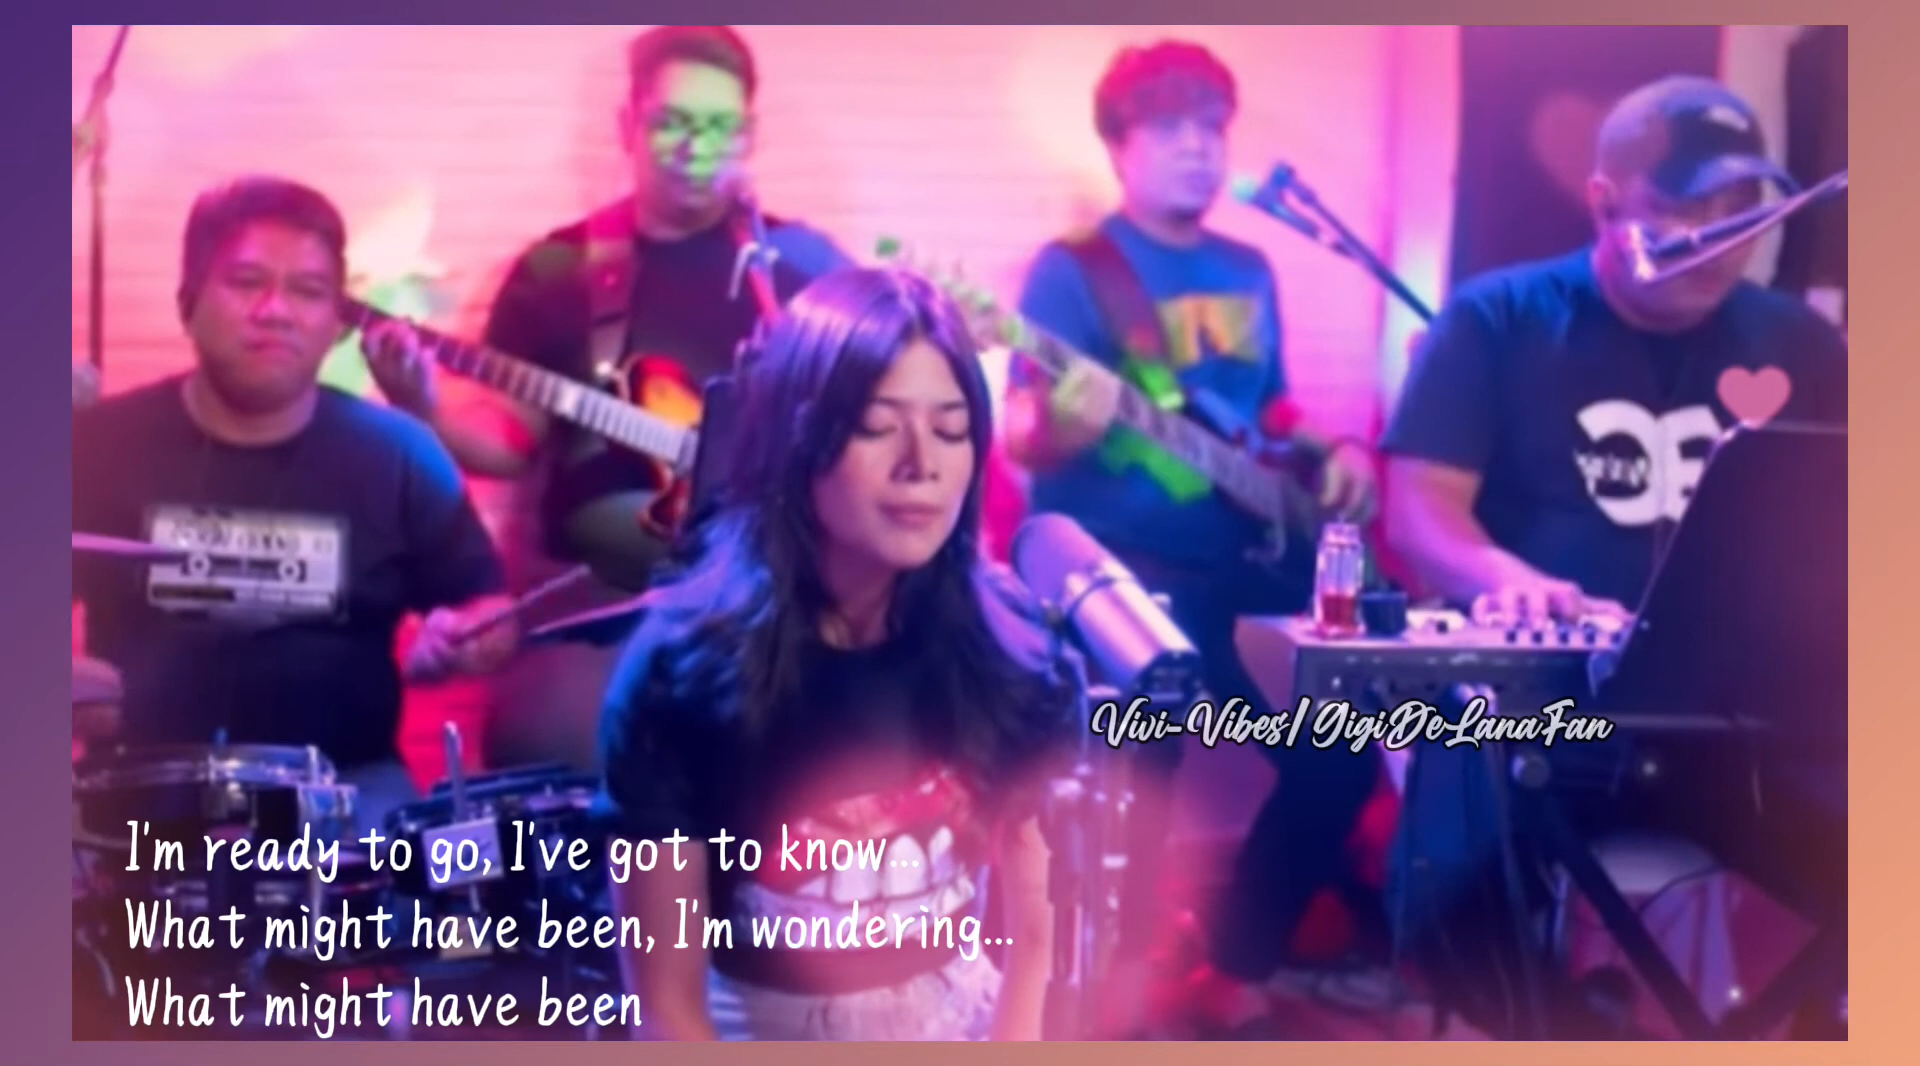 Vivi-Vibes/GigiDeLanaFan
I'm ready to go, I've got to know...
What might have been, I'm wondering...
What might have been